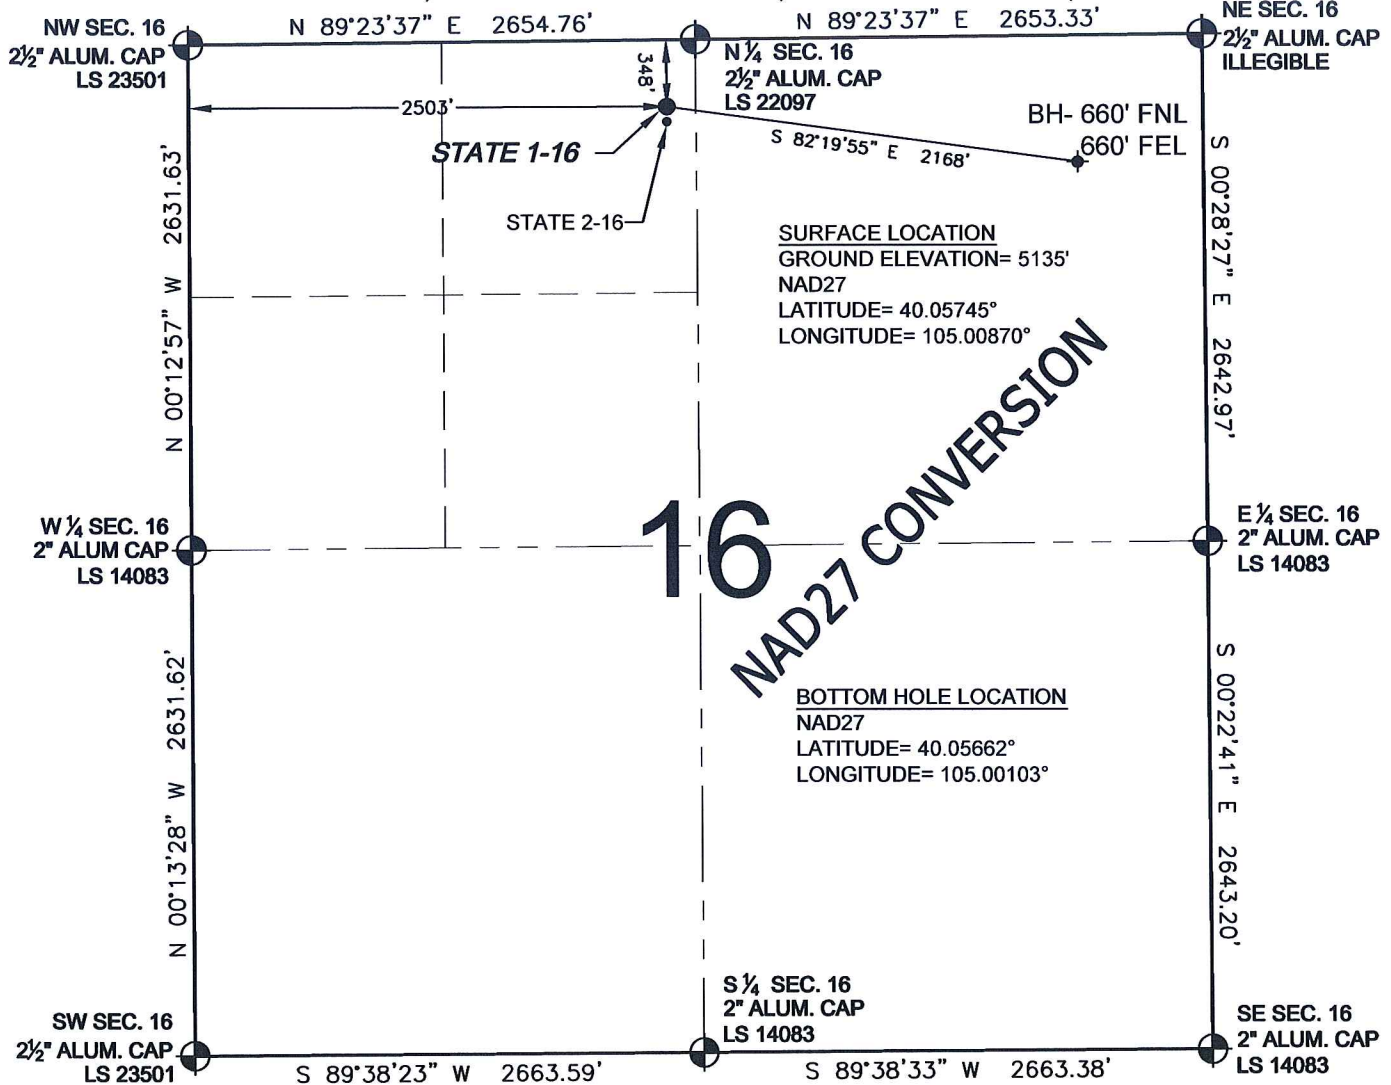 N 89°23'37" E 2654.76'
N 89°23'37" E 2653.33'
NW SEC. 16
2½" ALUM. CAP
LS 23501
N ¼ SEC. 16
2½" ALUM. CAP
LS 22097
NE SEC. 16
2½" ALUM. CAP
ILLEGIBLE
348'
2503'
STATE 1-16
STATE 2-16
S 82°19'55" E 2168'
BH- 660' FNL
660' FEL
N 00°12'57" W 2631.63'
S 00°28'27" E 2642.97'
SURFACE LOCATION
GROUND ELEVATION= 5135'
NAD27
LATITUDE= 40.05745°
LONGITUDE= 105.00870°
NAD27 CONVERSION
16
W ¼ SEC. 16
2" ALUM CAP
LS 14083
E ¼ SEC. 16
2" ALUM. CAP
LS 14083
N 00°13'28" W 2631.62'
S 00°22'41" E 2643.20'
BOTTOM HOLE LOCATION
NAD27
LATITUDE= 40.05662°
LONGITUDE= 105.00103°
SW SEC. 16
2½" ALUM. CAP
LS 23501
S ¼ SEC. 16
2" ALUM. CAP
LS 14083
SE SEC. 16
2" ALUM. CAP
LS 14083
S 89°38'23" W 2663.59'
S 89°38'33" W 2663.38'